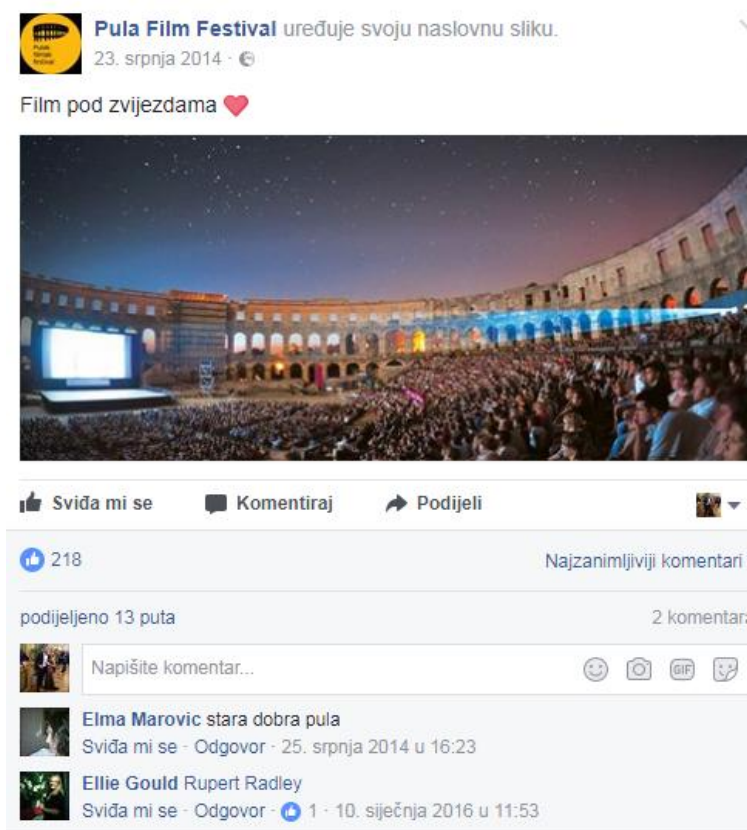 Pula Film Festival uređuje svoju naslovnu sliku.
23. srpnja 2014 ·
Film pod zvijezdama
Sviđa mi se Komentiraj Podijeli
218 Najzanimljiviji komentari
podijeljeno 13 puta 2 komentara
Napišite komentar...
GIF
Elma Marovic stara dobra pula
Sviđa mi se · Odgovor · 25. srpnja 2014 u 16:23
Ellie Gould Rupert Radley
Sviđa mi se · Odgovor · 1 · 10. siječnja 2016 u 11:53